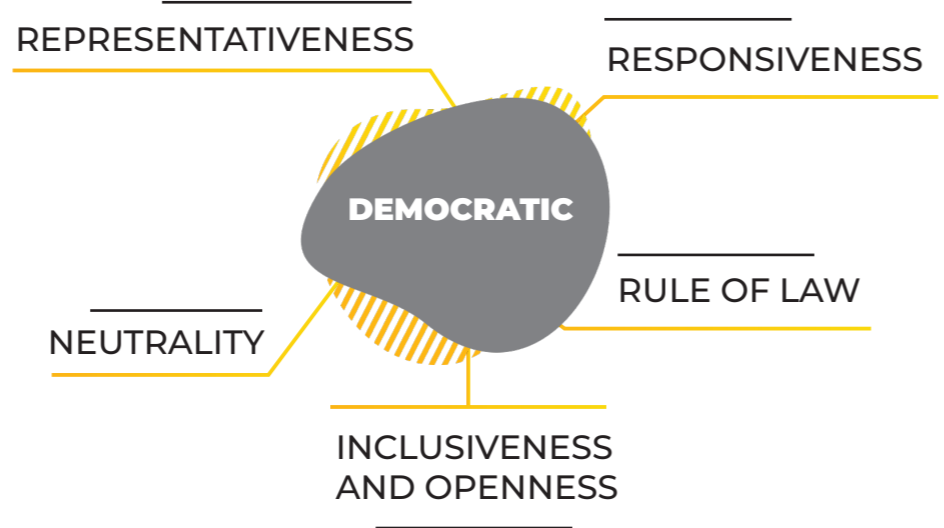 REPRESENTATIVENESS
RESPONSIVENESS
DEMOCRATIC
RULE OF LAW
NEUTRALITY
INCLUSIVENESS
AND OPENNESS